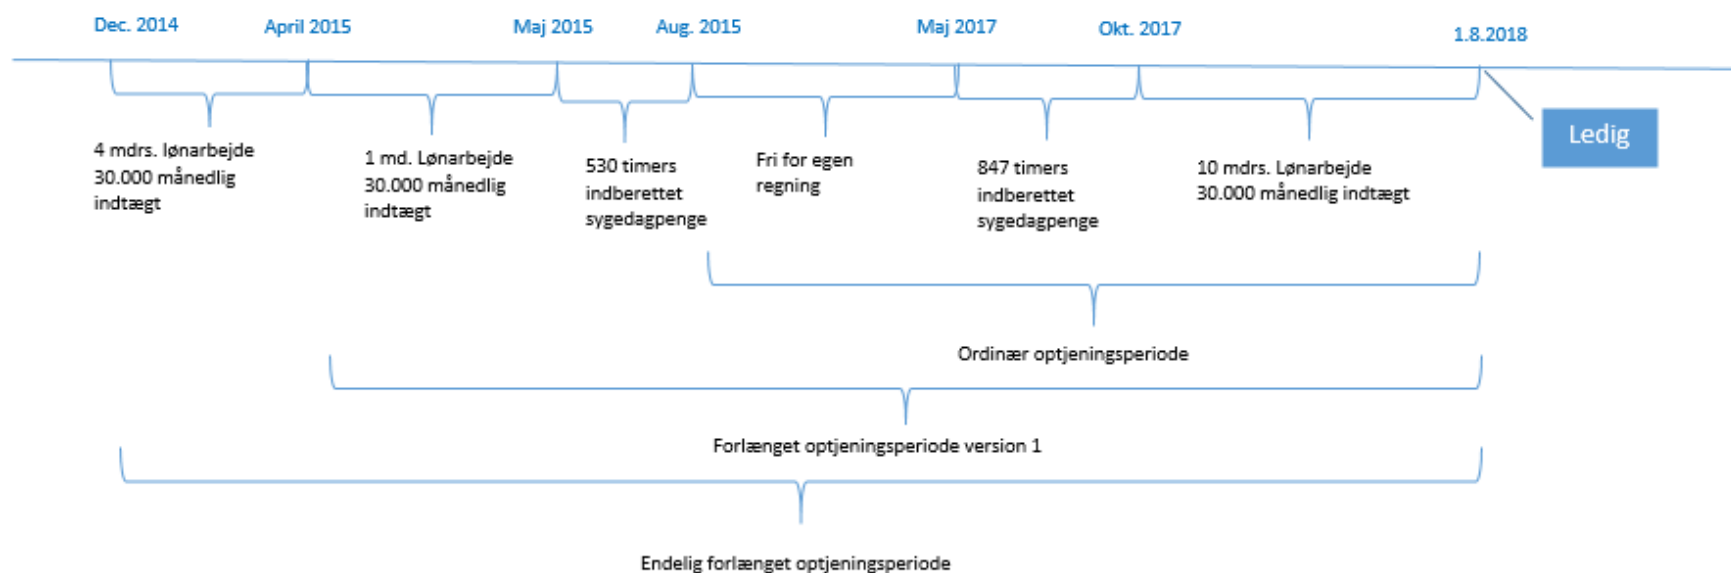 Dec. 2014
April 2015
Maj 2015
Aug. 2015
Maj 2017
Okt. 2017
1.8.2018
Ledig
4 mdrs. lønarbejde
30.000 månedlig
indtægt
1 md. Lønarbejde
30.000 månedlig
indtægt
530 timers
indberettet
sygedagpenge
Fri for egen
regning
847 timers
indberettet
sygedagpenge
10 mdrs. Lønarbejde
30.000 månedlig indtægt
Ordinær optjeningsperiode
Forlænget optjeningsperiode version 1
Endelig forlænget optjeningsperiode